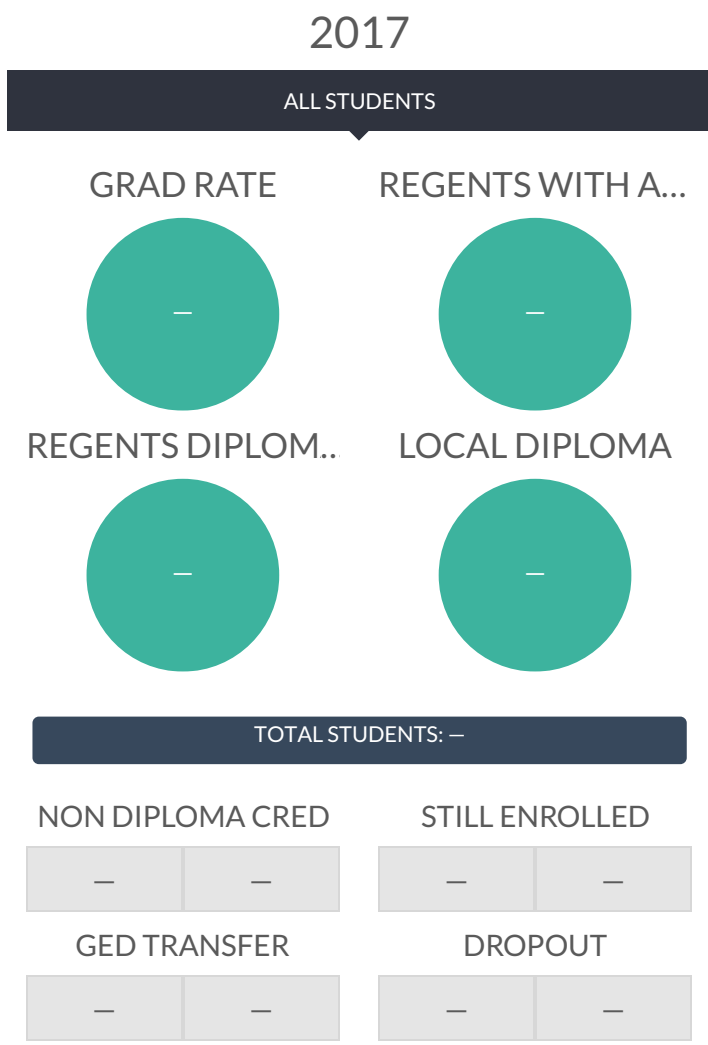 2017
ALL STUDENTS
GRAD RATE
REGENTS WITH A...
—
—
REGENTS DIPLOM...
LOCAL DIPLOMA
—
—
TOTAL STUDENTS: —
NON DIPLOMA CRED
STILL ENROLLED
— —
— —
GED TRANSFER
DROPOUT
— —
— —